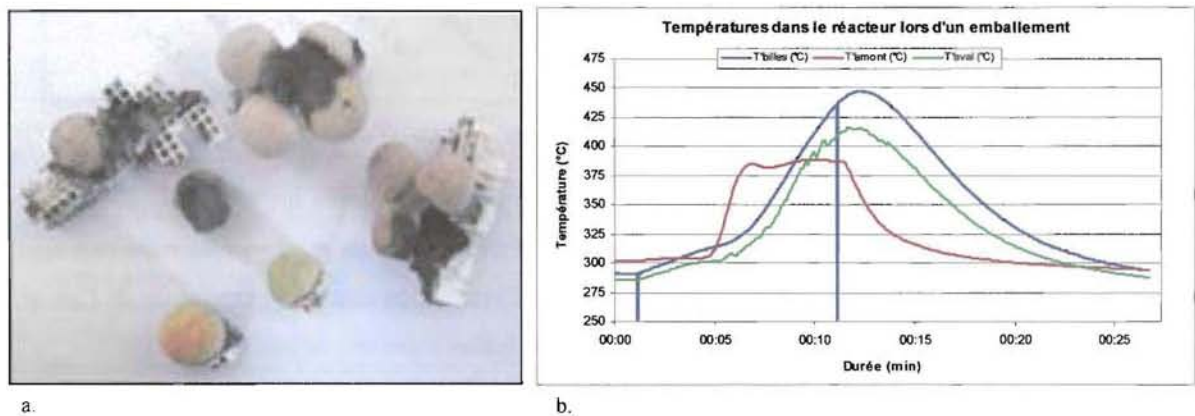 Températures dans le réacteur lors d'un emballement
T°billes (°C) T°amont (°C) T°aval (°C)
475
450
425
400
375
350
325
300
275
250
Température (°C)
00:00 00:05 00:10 00:15 00:20 00:25
Durée (min)
a. b.